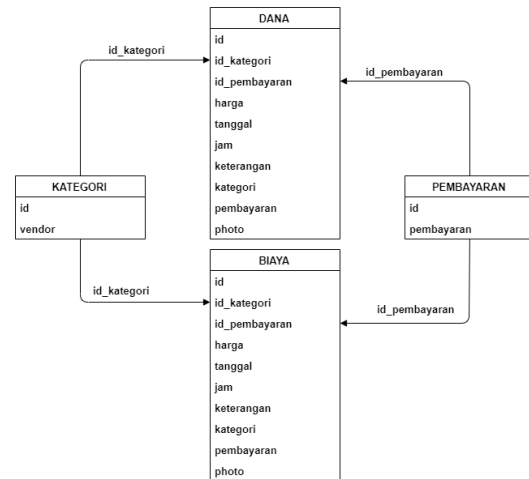 DANA
id
id_kategori
id_pembayaran
harga
tanggal
jam
keterangan
kategori
pembayaran
photo
id_kategori
id_pembayaran
KATEGORI
id
vendor
PEMBAYARAN
id
pembayaran
id_kategori
id_pembayaran
BIAYA
id
id_kategori
id_pembayaran
harga
tanggal
jam
keterangan
kategori
pembayaran
photo